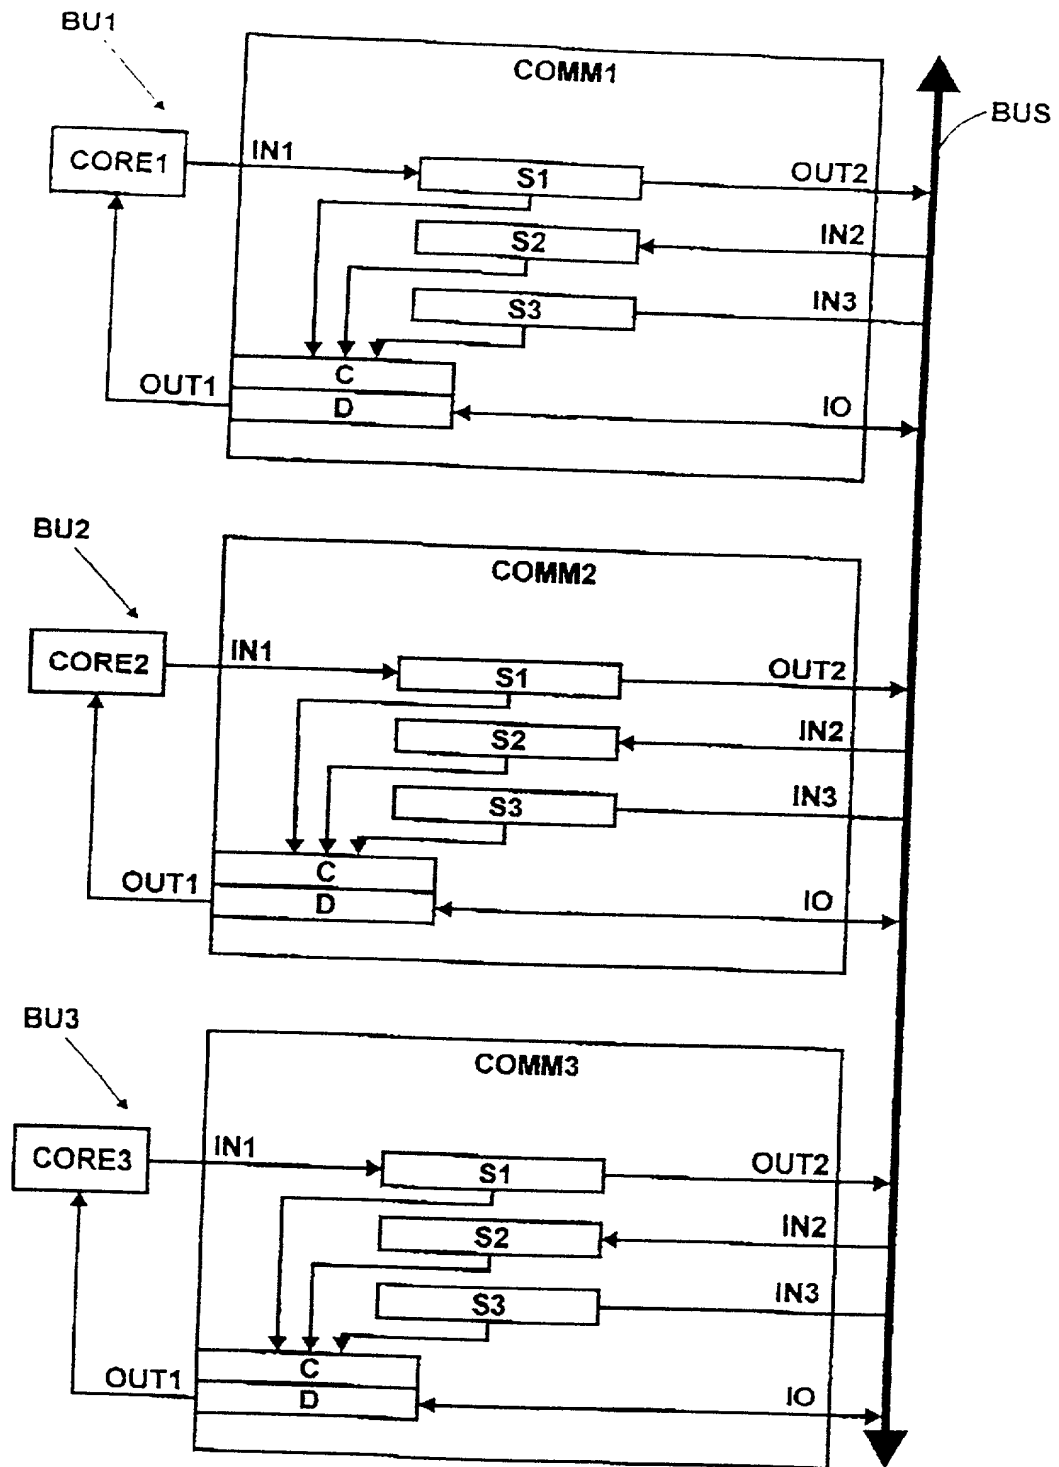 BU1
COMM1
BUS
CORE1
IN1
S1
OUT2
S2
IN2
S3
IN3
C
OUT1
D
IO
BU2
COMM2
CORE2
IN1
S1
OUT2
S2
IN2
S3
IN3
C
OUT1
D
IO
BU3
COMM3
CORE3
IN1
S1
OUT2
S2
IN2
S3
IN3
C
OUT1
D
IO